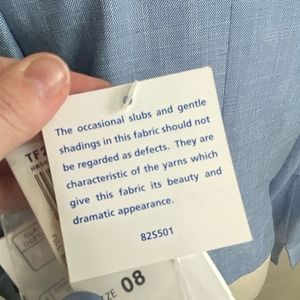 The occasional slubs and gentle
shadings in this fabric should not
be regarded as defects. They are
characteristic of the yarns which
give this fabric its beauty and
dramatic appearance.
82S501
08